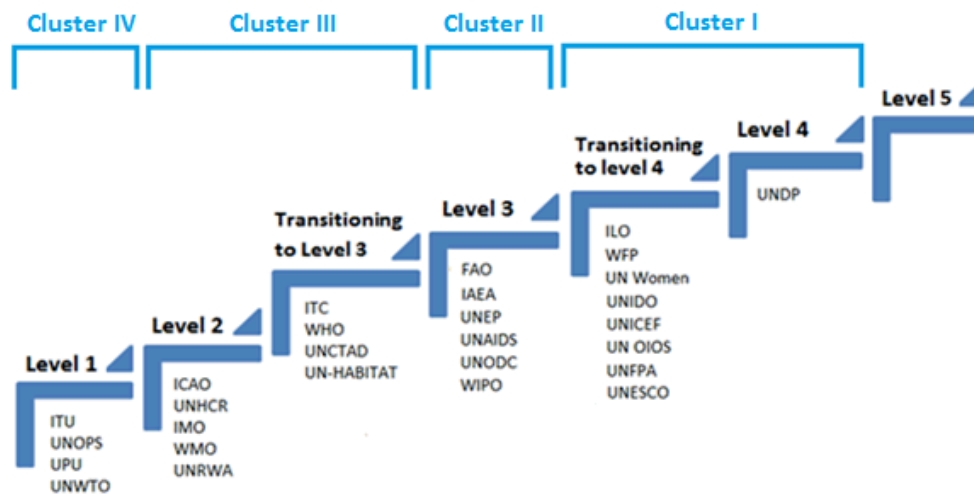 Cluster IV
Cluster III
Cluster II
Cluster I
Level 1
ITU
UNOPS
UPU
UNWTO
Level 2
ICAO
UNHCR
IMO
WMO
UNRWA
Transitioning
to Level 3
ITC
WHO
UNCTAD
UN-HABITAT
Level 3
FAO
IAEA
UNEP
UNAIDS
UNODC
WIPO
Transitioning
to level 4
ILO
WFP
UN Women
UNIDO
UNICEF
UN OIOS
UNFPA
UNESCO
Level 4
UNDP
Level 5